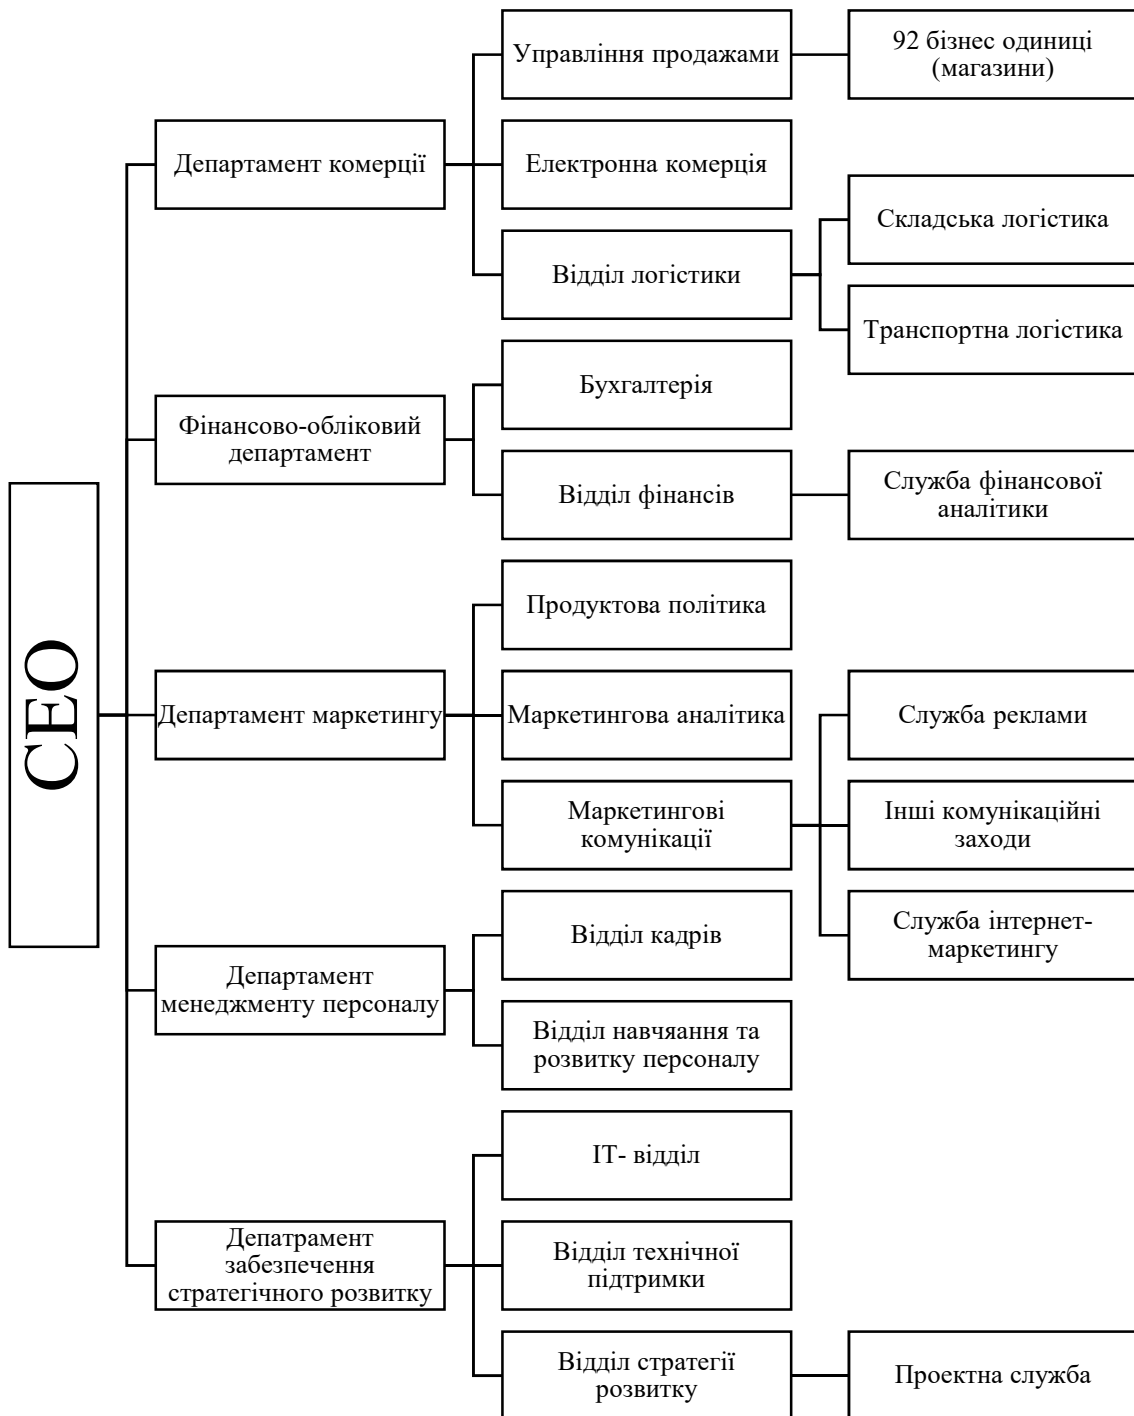 CEO
Департамент комерції
Управління продажами
92 бізнес одиниці
(магазини)
Електронна комерція
Відділ логістики
Складська логістика
Транспортна логістика
Фінансово-обліковий
департамент
Бухгалтерія
Відділ фінансів
Служба фінансової
аналітики
Департамент маркетингу
Продуктова політика
Маркетингова аналітика
Маркетингові
комунікації
Служба реклами
Інші комунікаційні
заходи
Служба інтернет-
маркетингу
Департамент
менеджменту персоналу
Відділ кадрів
Відділ навчяання та
розвитку персоналу
Депатрамент
забезпечення
стратегічного розвитку
ІТ- відділ
Відділ технічної
підтримки
Відділ стратегії
розвитку
Проектна служба